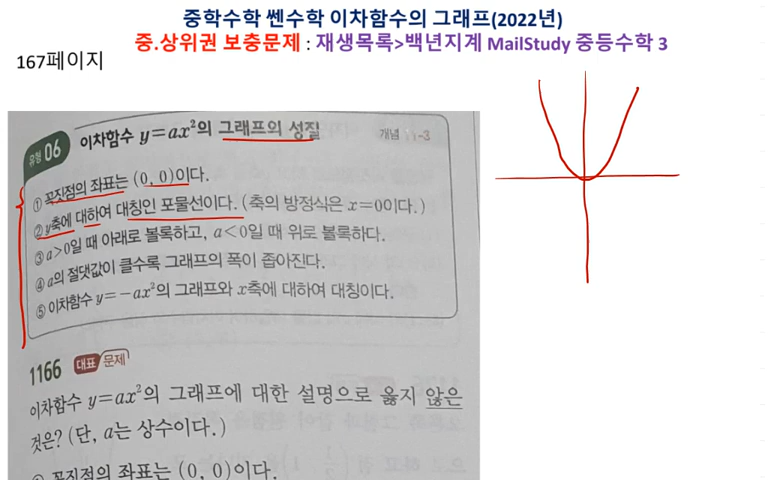 중학수학 쎈수학 이차함수의 그래프(2022년)
중.상위권 보충문제 : 재생목록>백년지계 MailStudy 중등수학 3
167페이지
유형 06 이차함수 y=ax²의 그래프의 성질 개념 11-3
① 꼭짓점의 좌표는 (0, 0)이다.
② y축에 대하여 대칭인 포물선이다. (축의 방정식은 x=0이다.)
③ a>0일 때 아래로 볼록하고, a<0일 때 위로 볼록하다.
④ a의 절댓값이 클수록 그래프의 폭이 좁아진다.
⑤ 이차함수 y=-ax²의 그래프와 x축에 대하여 대칭이다.
1166 대표 문제
이차함수 y=ax²의 그래프에 대한 설명으로 옳지 않은
것은? (단, a는 상수이다.)
① 꼭짓점의 좌표는 (0, 0)이다.